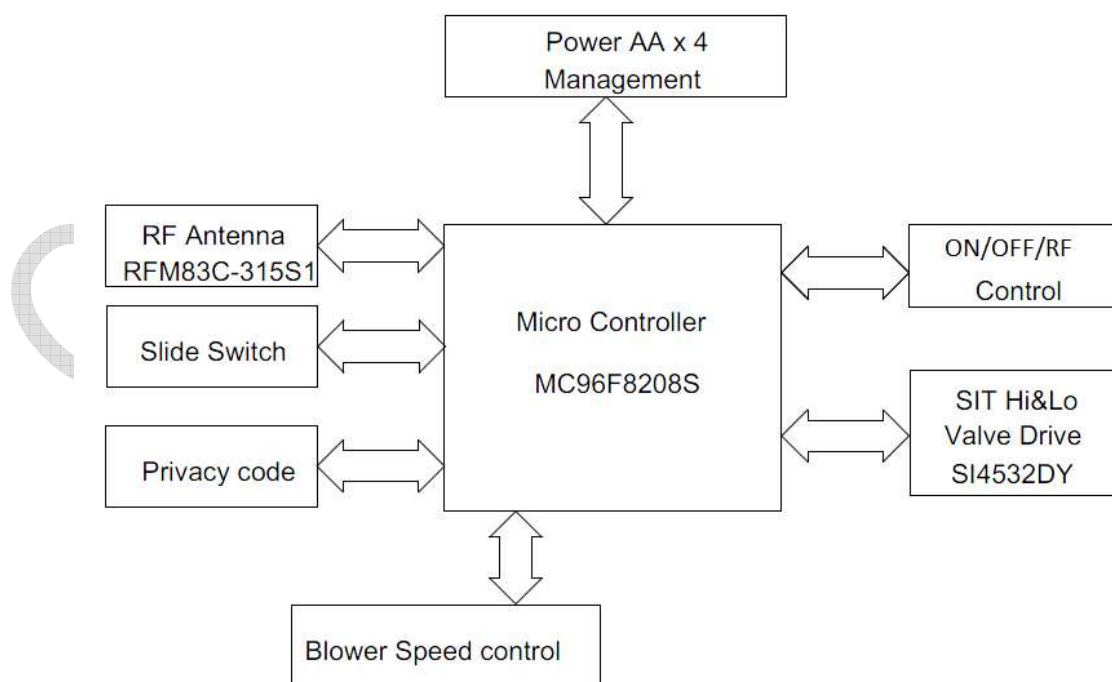 Power AA x 4
Management
RF Antenna
RFM83C-315S1
Slide Switch
Privacy code
Micro Controller
MC96F8208S
ON/OFF/RF
Control
SIT Hi&Lo
Valve Drive
SI4532DY
Blower Speed control